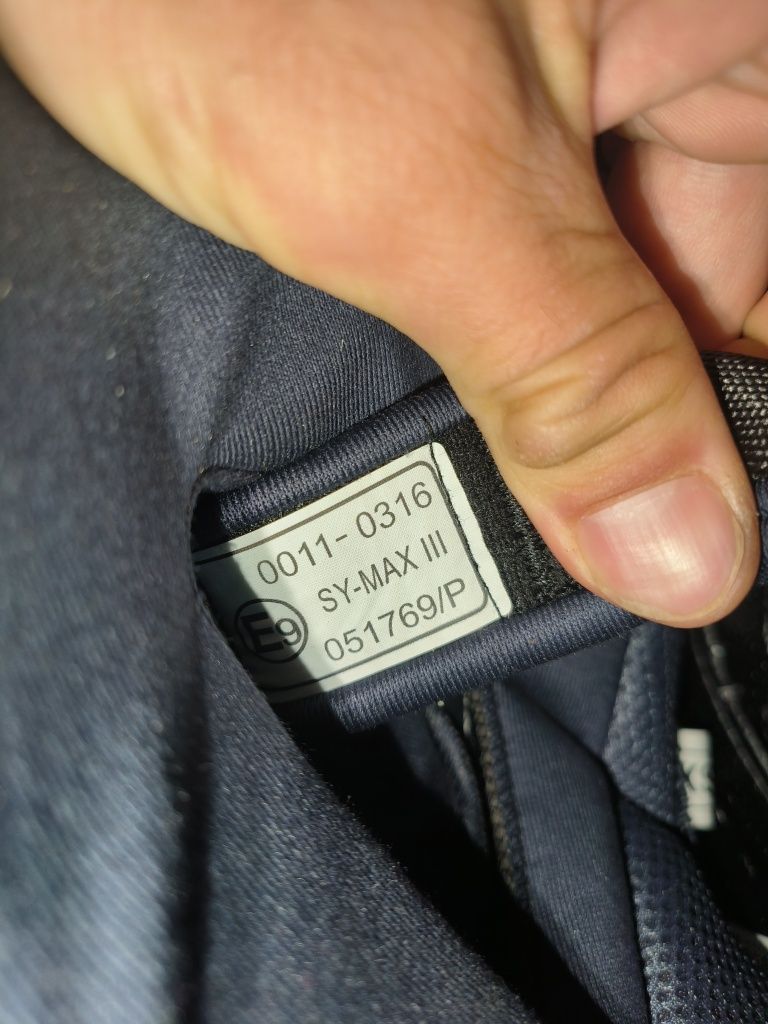 0011- 0316
SY-MAX III
E9
051769/P